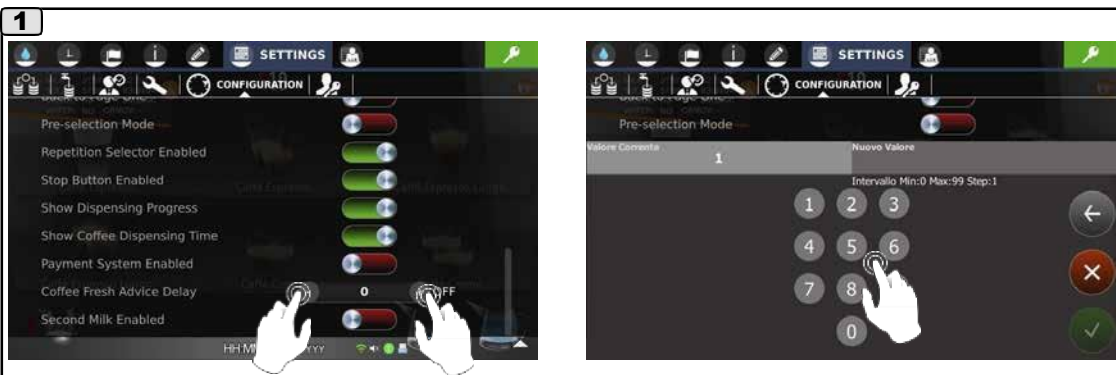 1
SETTINGS
CONFIGURATION
Pre-selection Mode
Repetition Selector Enabled
Stop Button Enabled
Show Dispensing Progress
Show Coffee Dispensing Time
Payment System Enabled
Coffee Fresh Advice Delay 0
Second Milk Enabled
SETTINGS
CONFIGURATION
Pre-selection Mode
Valore Corrente Nuovo Valore
1
Intervallo Min:0 Max:99 Step:1
1 2 3
4 5 6
7 8
0